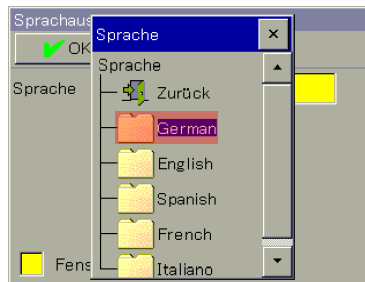 Sprachaus
OK
Sprache
Fens
Sprache
Sprache
Zurück
German
English
Spanish
French
Italiano